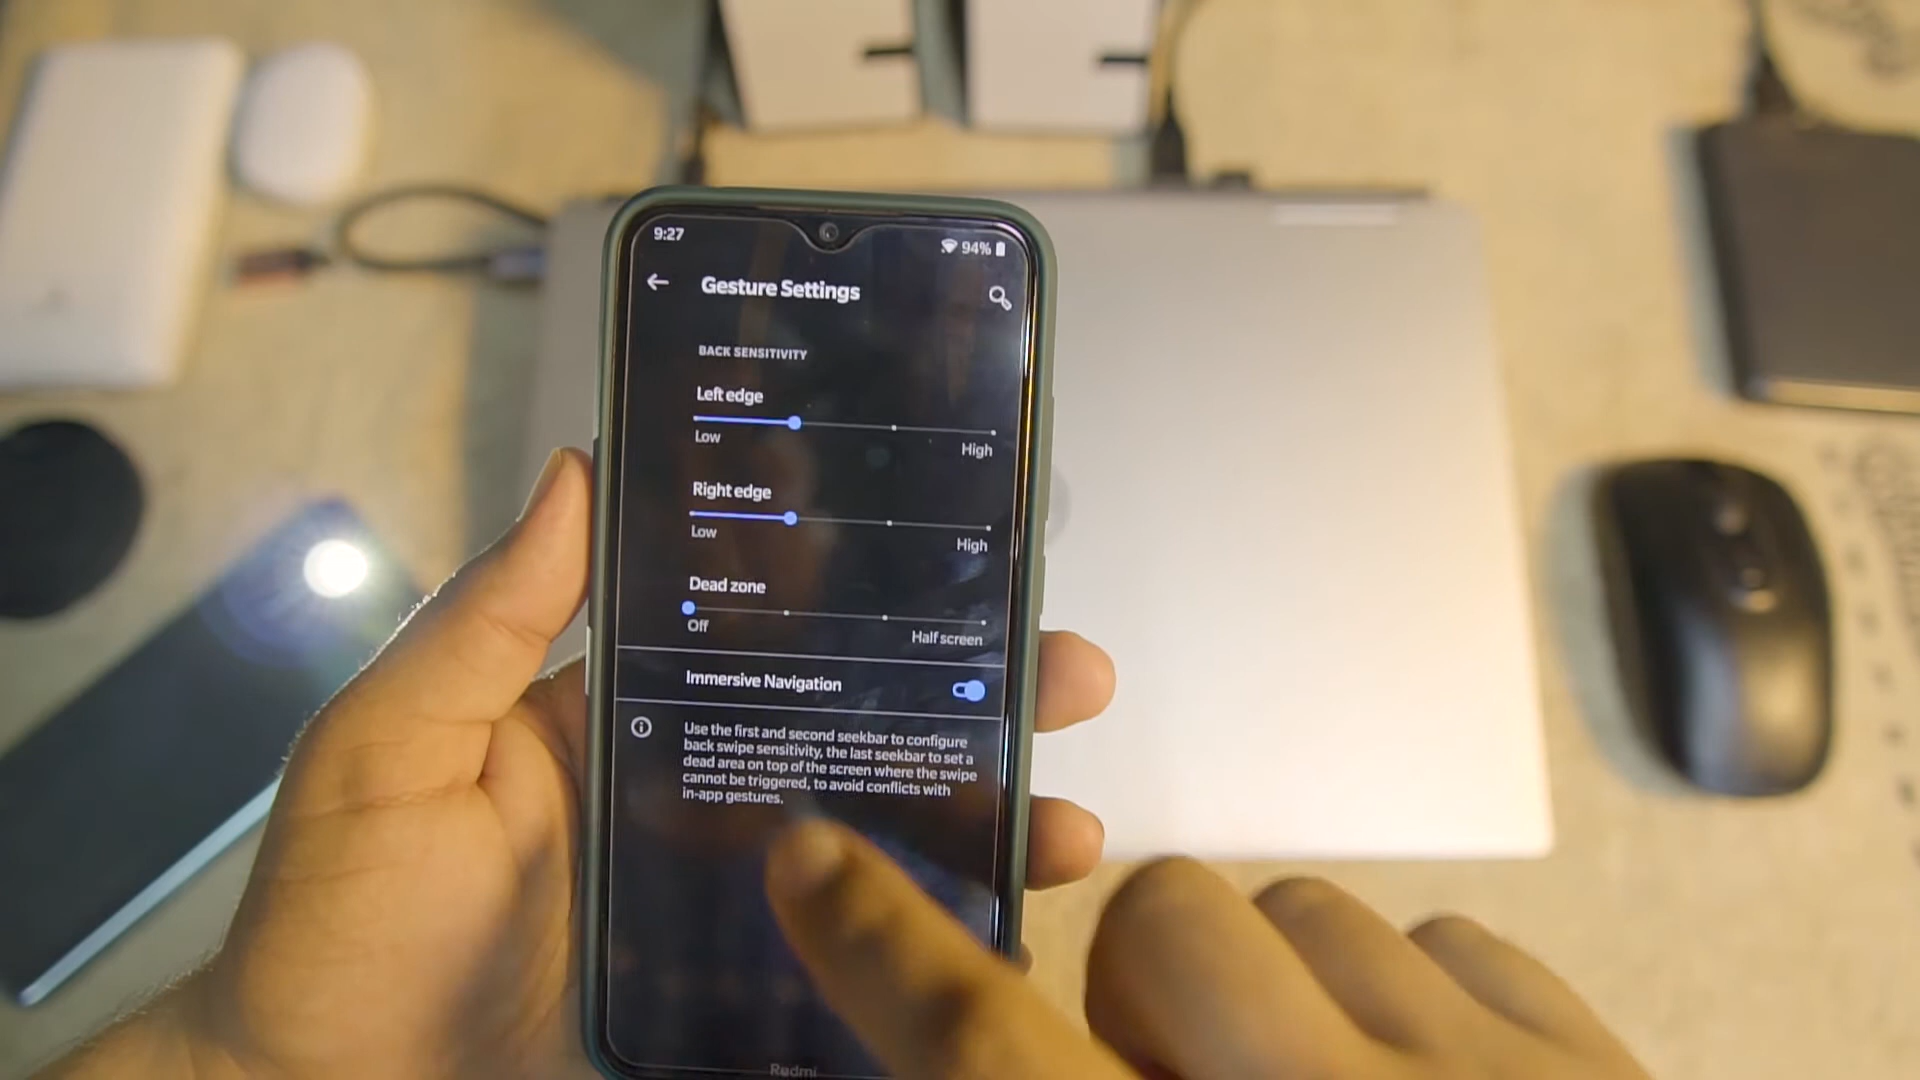 9:27
94%
Gesture Settings
BACK SENSITIVITY
Left edge
Low
High
Right edge
Low
High
Dead zone
Off
Half screen
Immersive Navigation
Use the first and second seekbar to configure
back swipe sensitivity, the last seekbar to set a
dead area on top of the screen where the swipe
cannot be triggered, to avoid conflicts with
in-app gestures.
Redmi